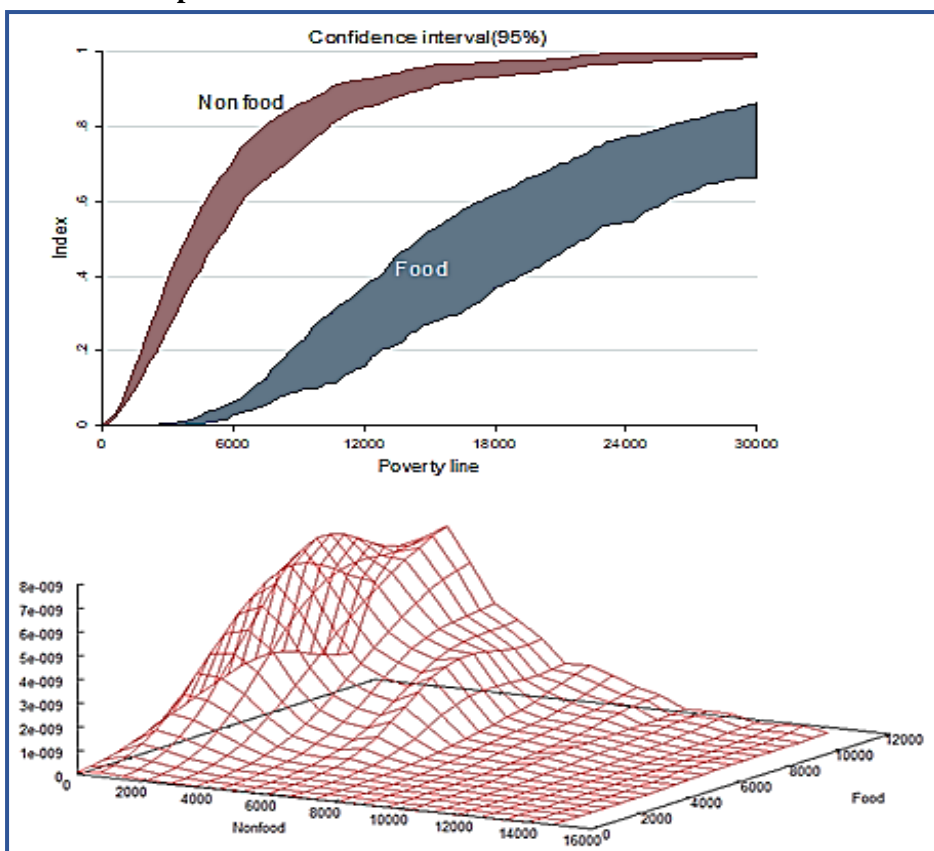 Confidence interval(95%)
Nonfood
Food
Index
0
.2
.4
.6
.8
1
0 6000 12000 18000 24000 30000
Poverty line
8e-009
7e-009
6e-009
5e-009
4e-009
3e-009
2e-009
1e-009
0
0 2000 4000 6000 8000 10000 12000 14000 16000
Nonfood
0 2000 4000 6000 8000 10000 12000
Food